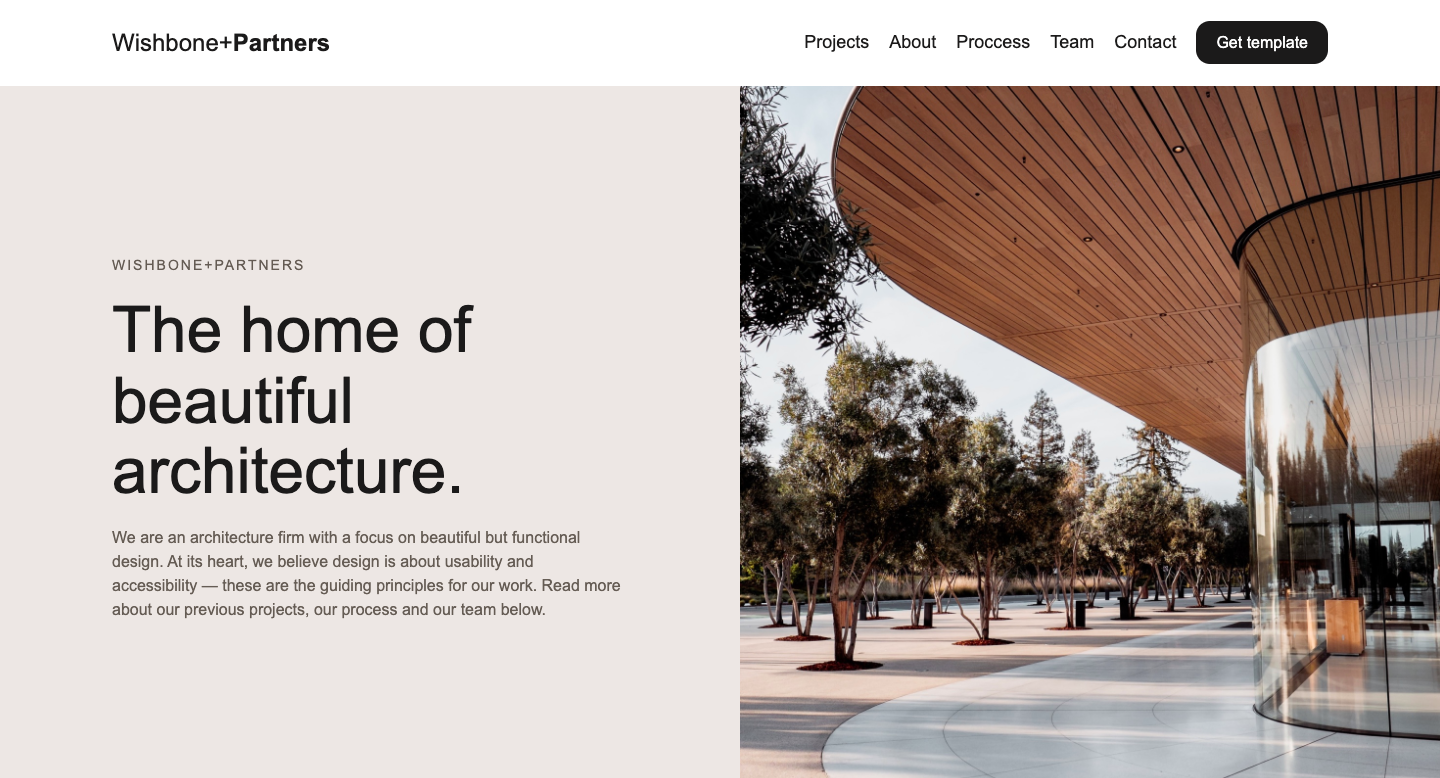 Wishbone+Partners
Projects About Proccess Team Contact Get template
WISHBONE+PARTNERS
The home of
beautiful
architecture.
We are an architecture firm with a focus on beautiful but functional
design. At its heart, we believe design is about usability and
accessibility — these are the guiding principles for our work. Read more
about our previous projects, our process and our team below.